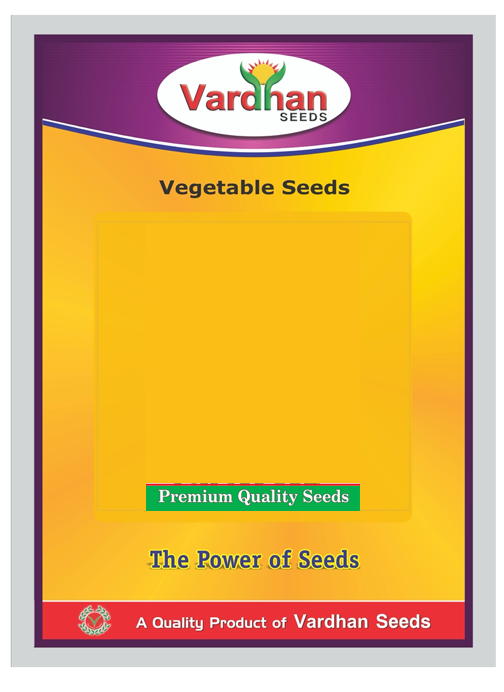 Vardhan
SEEDS
Vegetable Seeds
Premium Quality Seeds
The Power of Seeds
A Quality Product of Vardhan Seeds